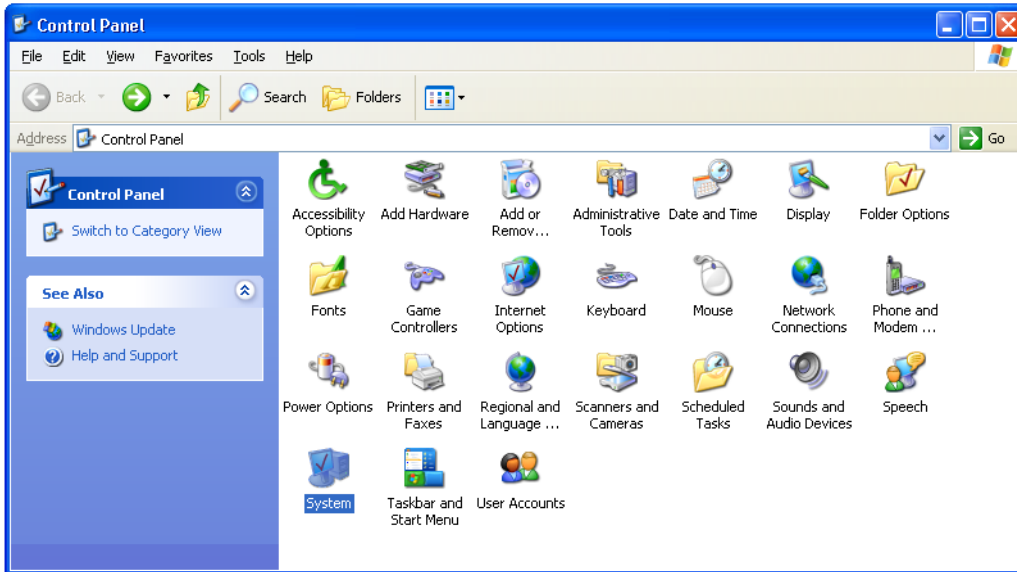 Control Panel
File Edit View Favorites Tools Help
Back Search Folders
Address Control Panel Go
Control Panel
Switch to Category View
See Also
Windows Update
Help and Support
Accessibility Options
Add Hardware
Add or Remov...
Administrative Tools
Date and Time
Display
Folder Options
Fonts
Game Controllers
Internet Options
Keyboard
Mouse
Network Connections
Phone and Modem ...
Power Options
Printers and Faxes
Regional and Language ...
Scanners and Cameras
Scheduled Tasks
Sounds and Audio Devices
Speech
System
Taskbar and Start Menu
User Accounts